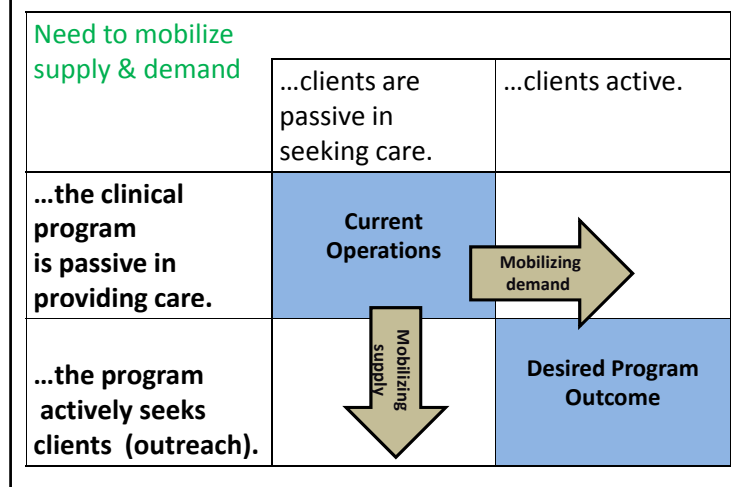 Need to mobilize
supply & demand
…clients are
passive in
seeking care.
…clients active.
…the clinical
program
is passive in
providing care.
Current
Operations
Mobilizing
demand
…the program
actively seeks
clients (outreach).
Mobilizing
supply
Desired Program
Outcome